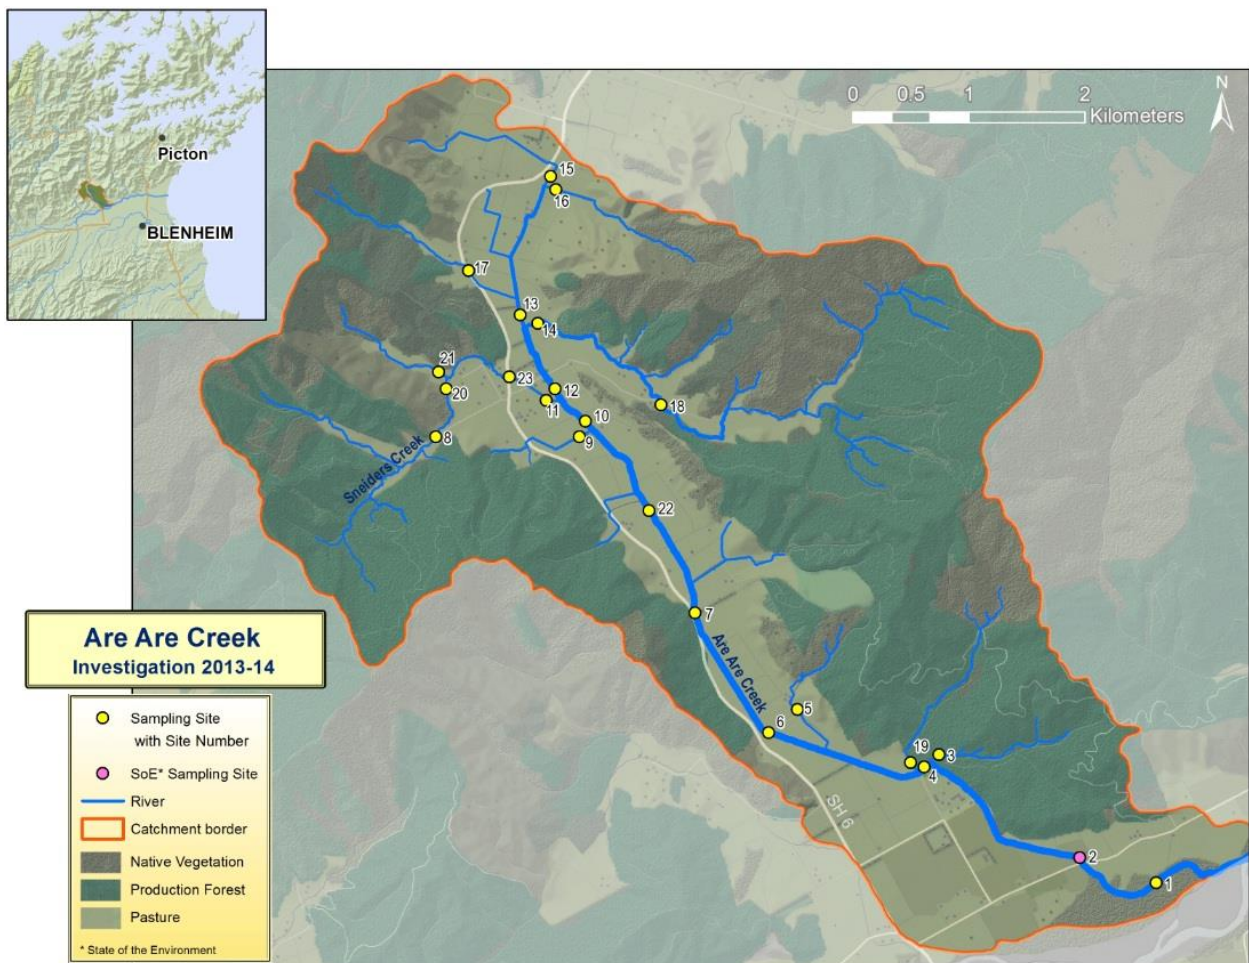 Picton
BLENHEIM
0 0.5 1 2
Kilometers
N
15
16
17
13
14
21
20
23
12
11
18
10
9
8
Sneiders Creek
22
7
Are Are Creek
5
6
19
3
4
SH 6
2
1
Are Are Creek
Investigation 2013-14
Sampling Site
with Site Number
SoE* Sampling Site
River
Catchment border
Native Vegetation
Production Forest
Pasture
* State of the Environment